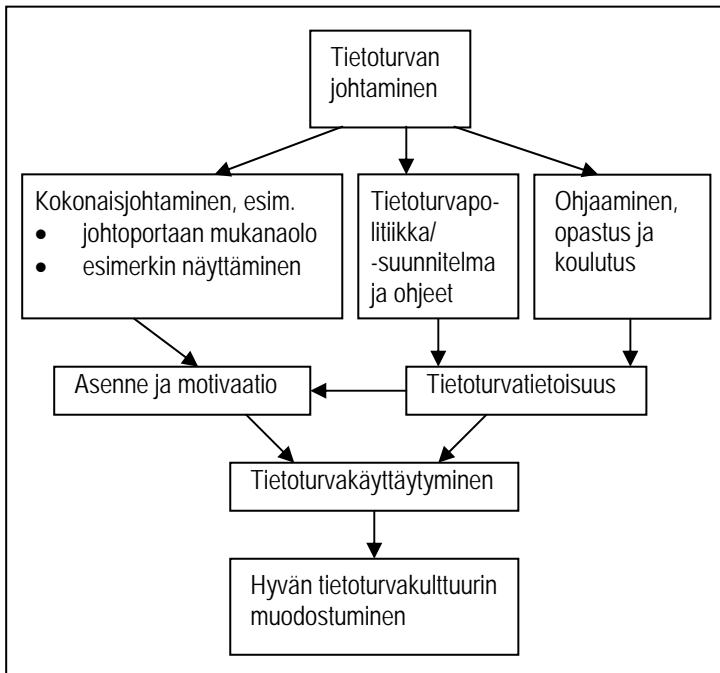 Tietoturvan
johtaminen
Kokonaisjohtaminen, esim.
• johtoportaan mukanaolo
• esimerkin näyttäminen
Tietoturvapo-
litiikka/
-suunnitelma
ja ohjeet
Ohjaaminen,
opastus ja
koulutus
Asenne ja motivaatio
Tietoturvatietoisuus
Tietoturvakäyttäytyminen
Hyvän tietoturvakulttuurin
muodostuminen